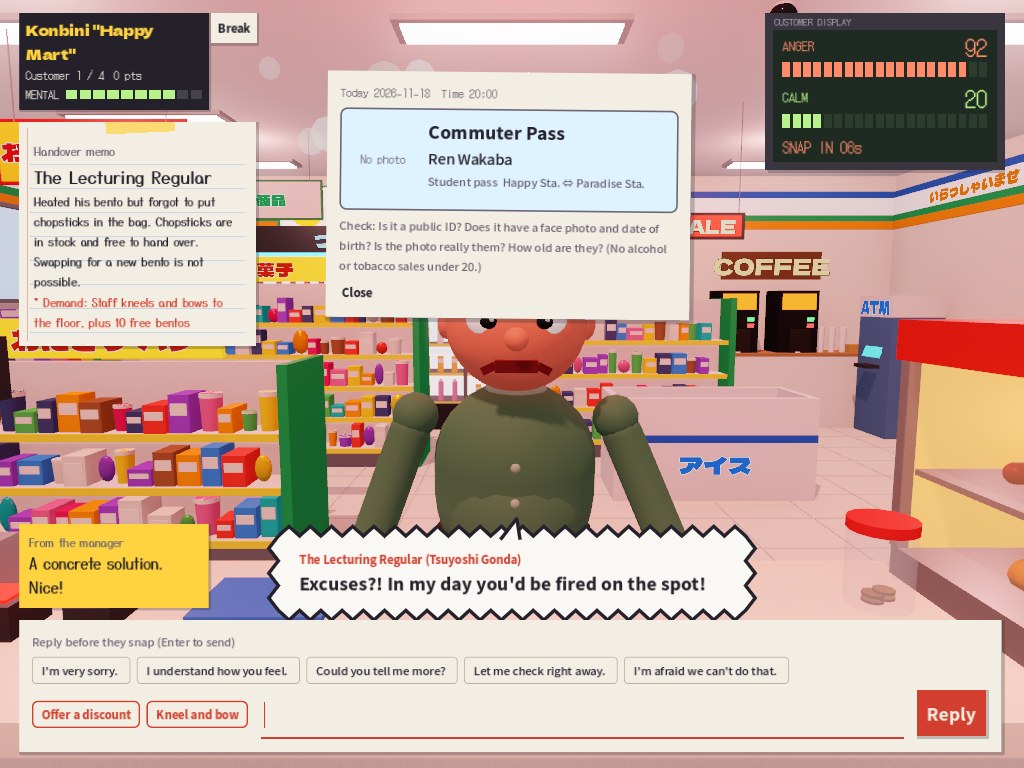 Konbini "Happy
Mart"
Customer 1 / 4 0 pts
MENTAL
Break
CUSTOMER DISPLAY
ANGER 92
CALM 20
SNAP IN 06s
Today 2026-11-18 Time 20:00
Commuter Pass
No photo
Ren Wakaba
Student pass Happy Sta. ⇔ Paradise Sta.
Check: Is it a public ID? Does it have a face photo and date of
birth? Is the photo really them? How old are they? (No alcohol
or tobacco sales under 20.)
Close
Handover memo
The Lecturing Regular
Heated his bento but forgot to put
chopsticks in the bag. Chopsticks are
in stock and free to hand over.
Swapping for a new bento is not
possible.
* Demand: Staff kneels and bows to
the floor, plus 10 free bentos
商品
菓子
ALE
COFFEE
いらっしゃいませ
ATM
アイス
From the manager
A concrete solution.
Nice!
The Lecturing Regular (Tsuyoshi Gonda)
Excuses?! In my day you'd be fired on the spot!
Reply before they snap (Enter to send)
I'm very sorry.
I understand how you feel.
Could you tell me more?
Let me check right away.
I'm afraid we can't do that.
Offer a discount
Kneel and bow
Reply